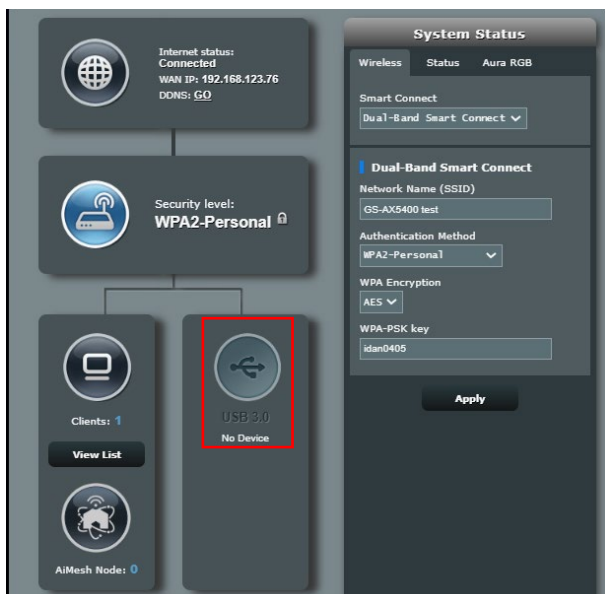 Internet status:
Connected
WAN IP: 192.168.123.76
DDNS: GO
Security level:
WPA2-Personal
Clients: 1
View List
AiMesh Node: 0
USB 3.0
No Device
System Status
Wireless Status Aura RGB
Smart Connect
Dual-Band Smart Connect
Dual-Band Smart Connect
Network Name (SSID)
GS-AX5400 test
Authentication Method
WPA2-Personal
WPA Encryption
AES
WPA-PSK key
idan0405
Apply